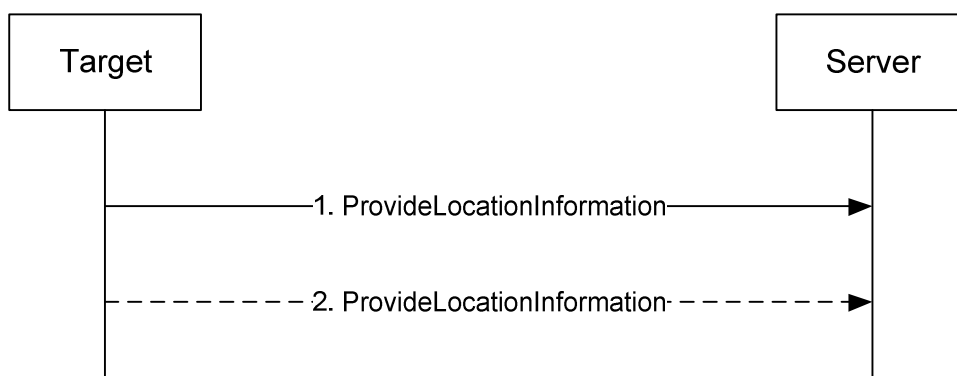 Target
Server
1. ProvideLocationInformation
2. ProvideLocationInformation